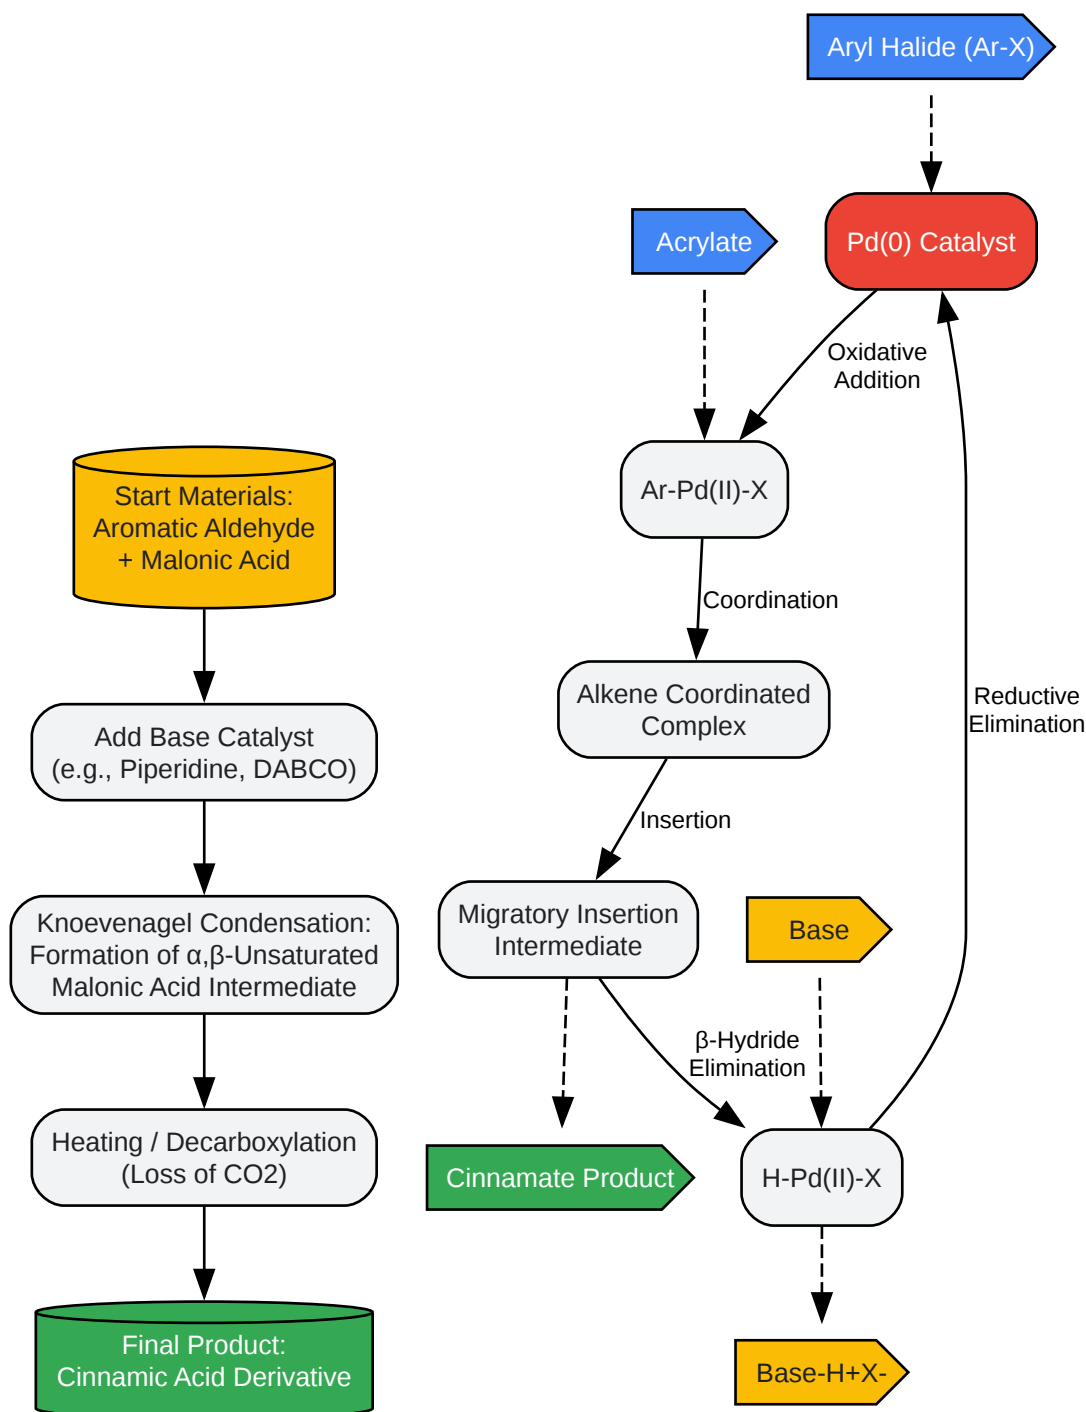 Start Materials:
Aromatic Aldehyde
+ Malonic Acid
Add Base Catalyst
(e.g., Piperidine, DABCO)
Knoevenagel Condensation:
Formation of α,β-Unsaturated
Malonic Acid Intermediate
Heating / Decarboxylation
(Loss of CO2)
Final Product:
Cinnamic Acid Derivative
Aryl Halide (Ar-X)
Acrylate
Pd(0) Catalyst
Oxidative
Addition
Ar-Pd(II)-X
Coordination
Alkene Coordinated
Complex
Reductive
Elimination
Insertion
Migratory Insertion
Intermediate
Base
β-Hydride
Elimination
Cinnamate Product
H-Pd(II)-X
Base-H+X-